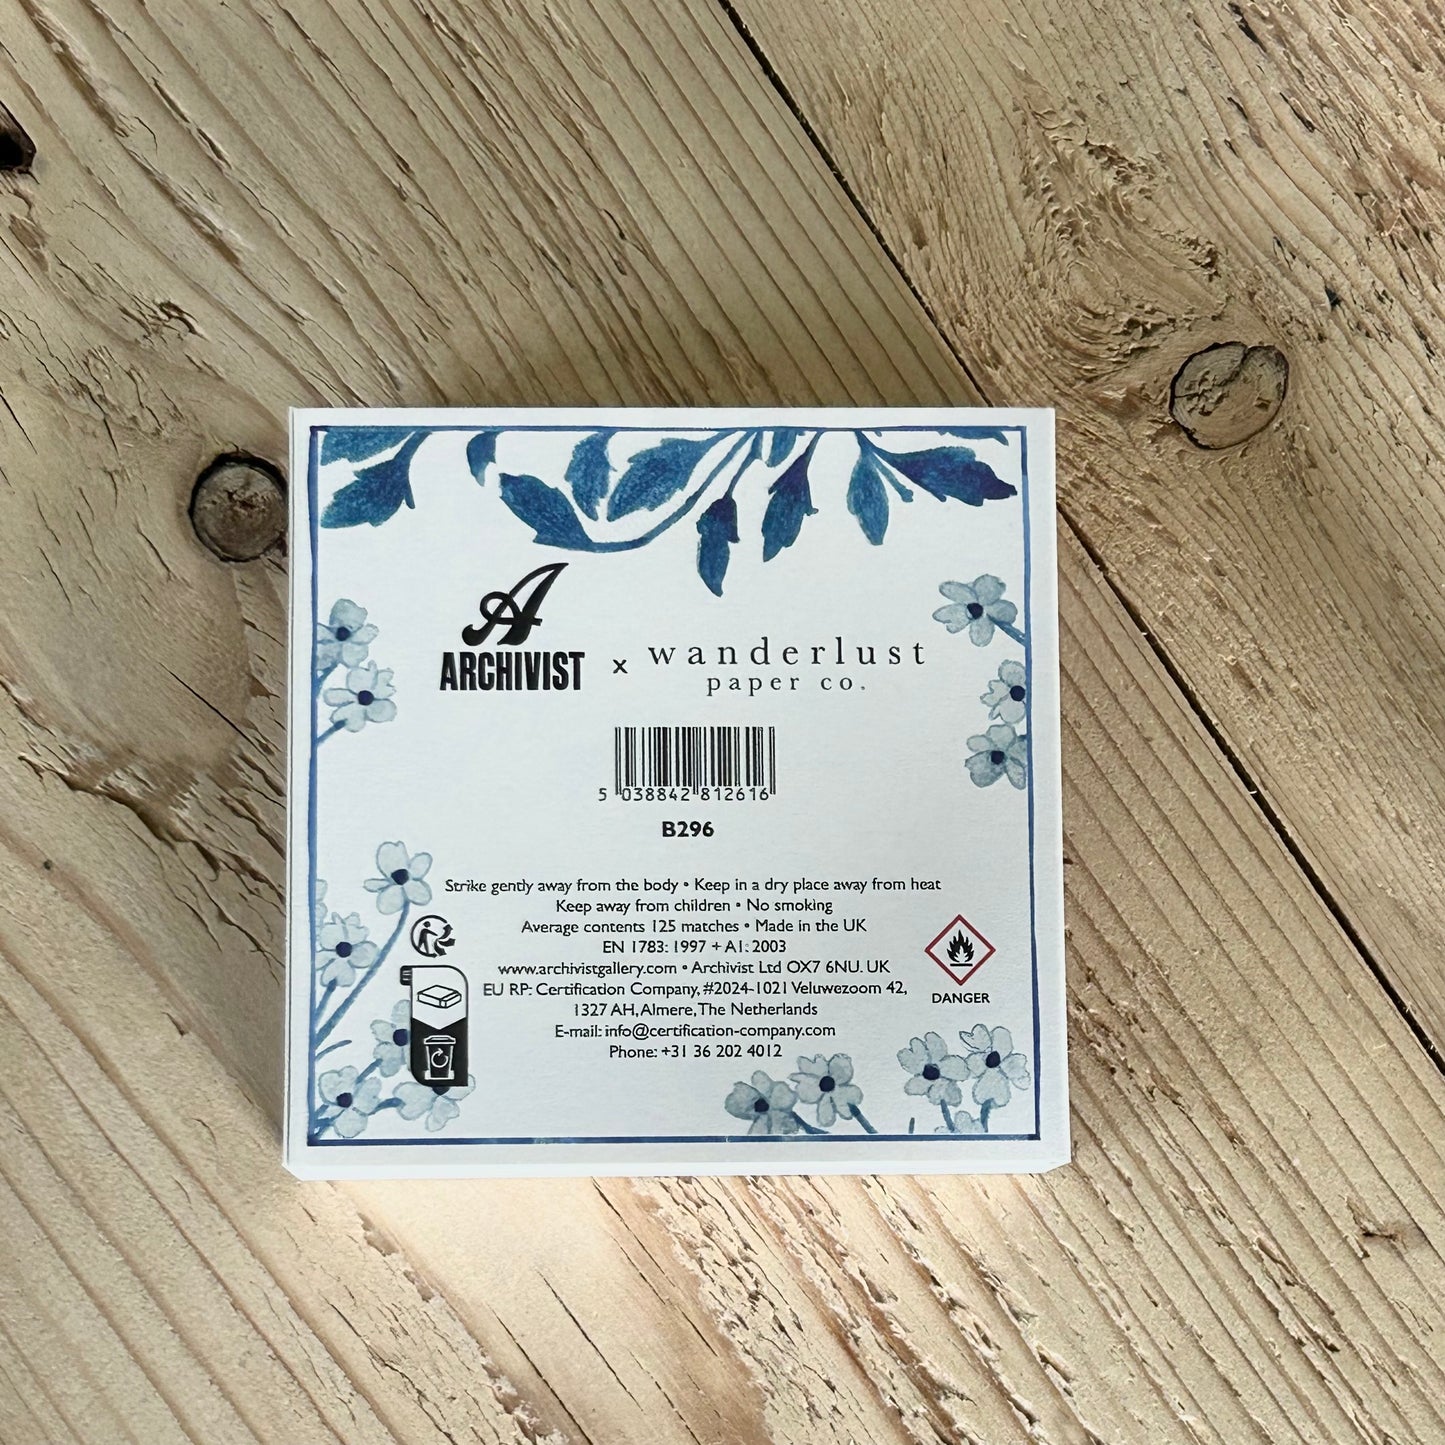 A
ARCHIVIST x wanderlust
paper co.
5 038842 812616
B296
Strike gently away from the body • Keep in a dry place away from heat
Keep away from children • No smoking
Average contents 125 matches • Made in the UK
EN 1783: 1997 + A1: 2003
www.archivistgallery.com • Archivist Ltd OX7 6NU. UK
EU RP: Certification Company, #2024-1021 Veluwezoom 42,
1327 AH, Almere, The Netherlands
E-mail: info@certification-company.com
Phone: +31 36 202 4012
DANGER